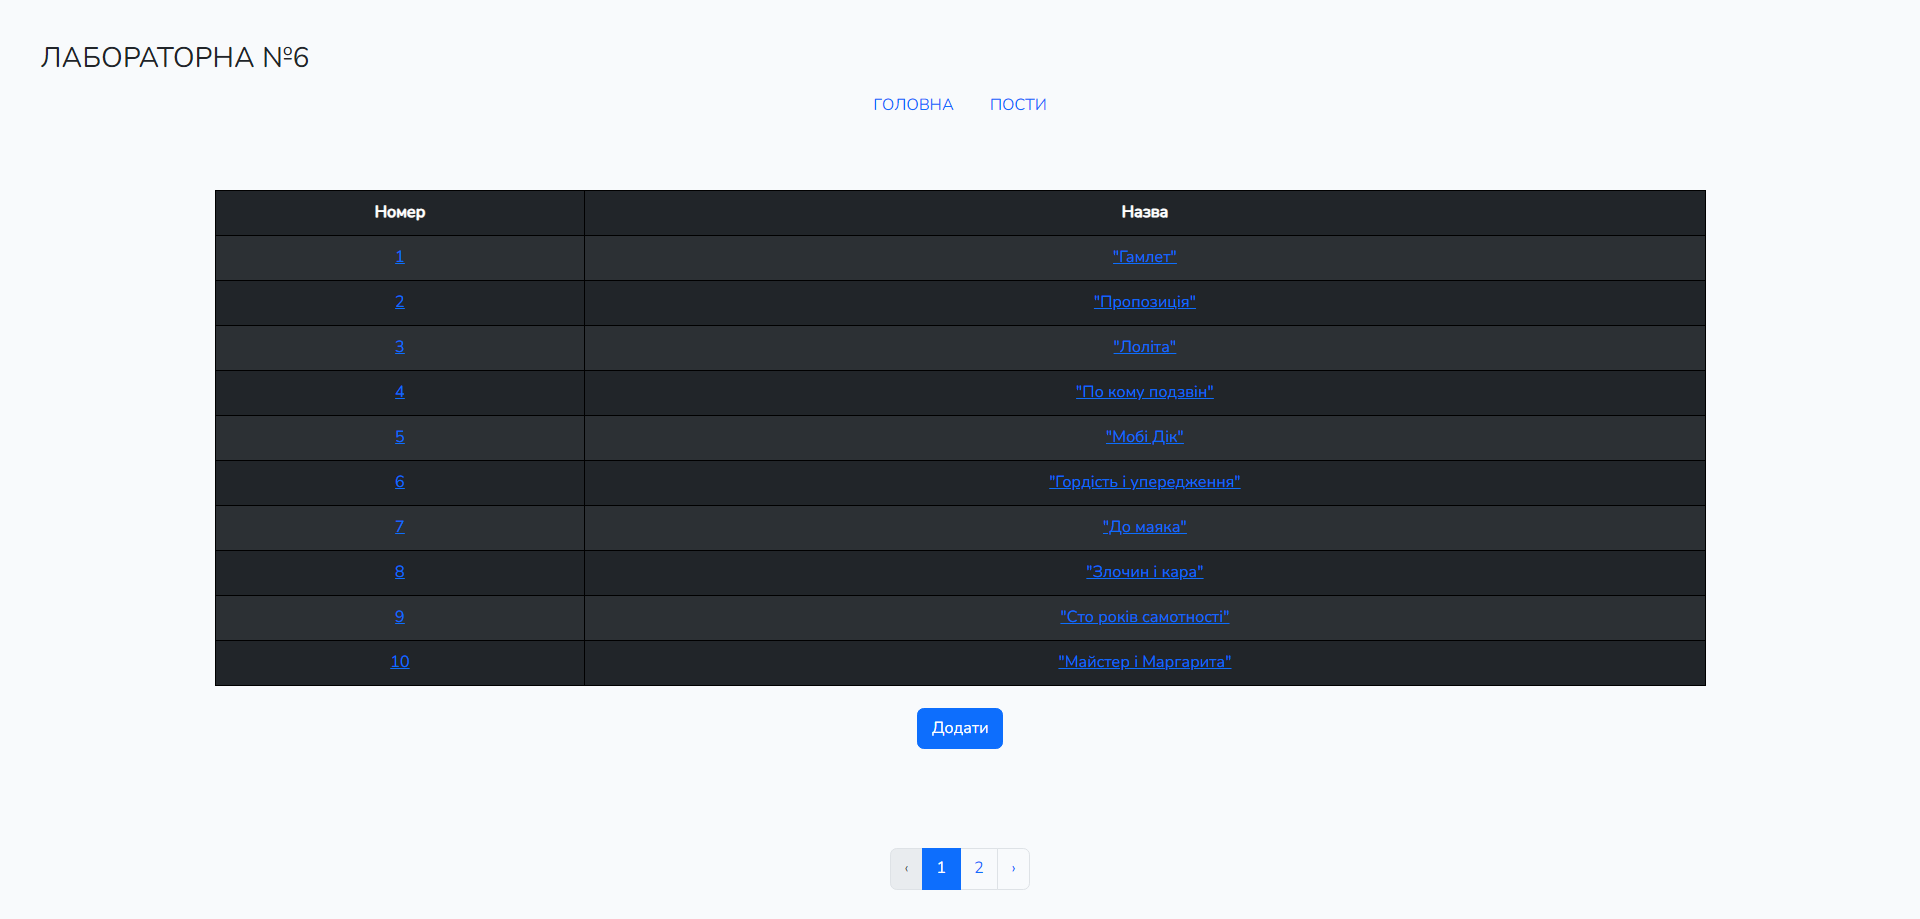 ЛАБОРАТОРНА №6
ГОЛОВНА ПОСТИ
Номер Назва
1 "Гамлет"
2 "Пропозиція"
3 "Лоліта"
4 "По кому подзвін"
5 "Мобі Дік"
6 "Гордість і упередження"
7 "До маяка"
8 "Злочин і кара"
9 "Сто років самотності"
10 "Майстер і Маргарита"
Додати
‹ 1 2 ›